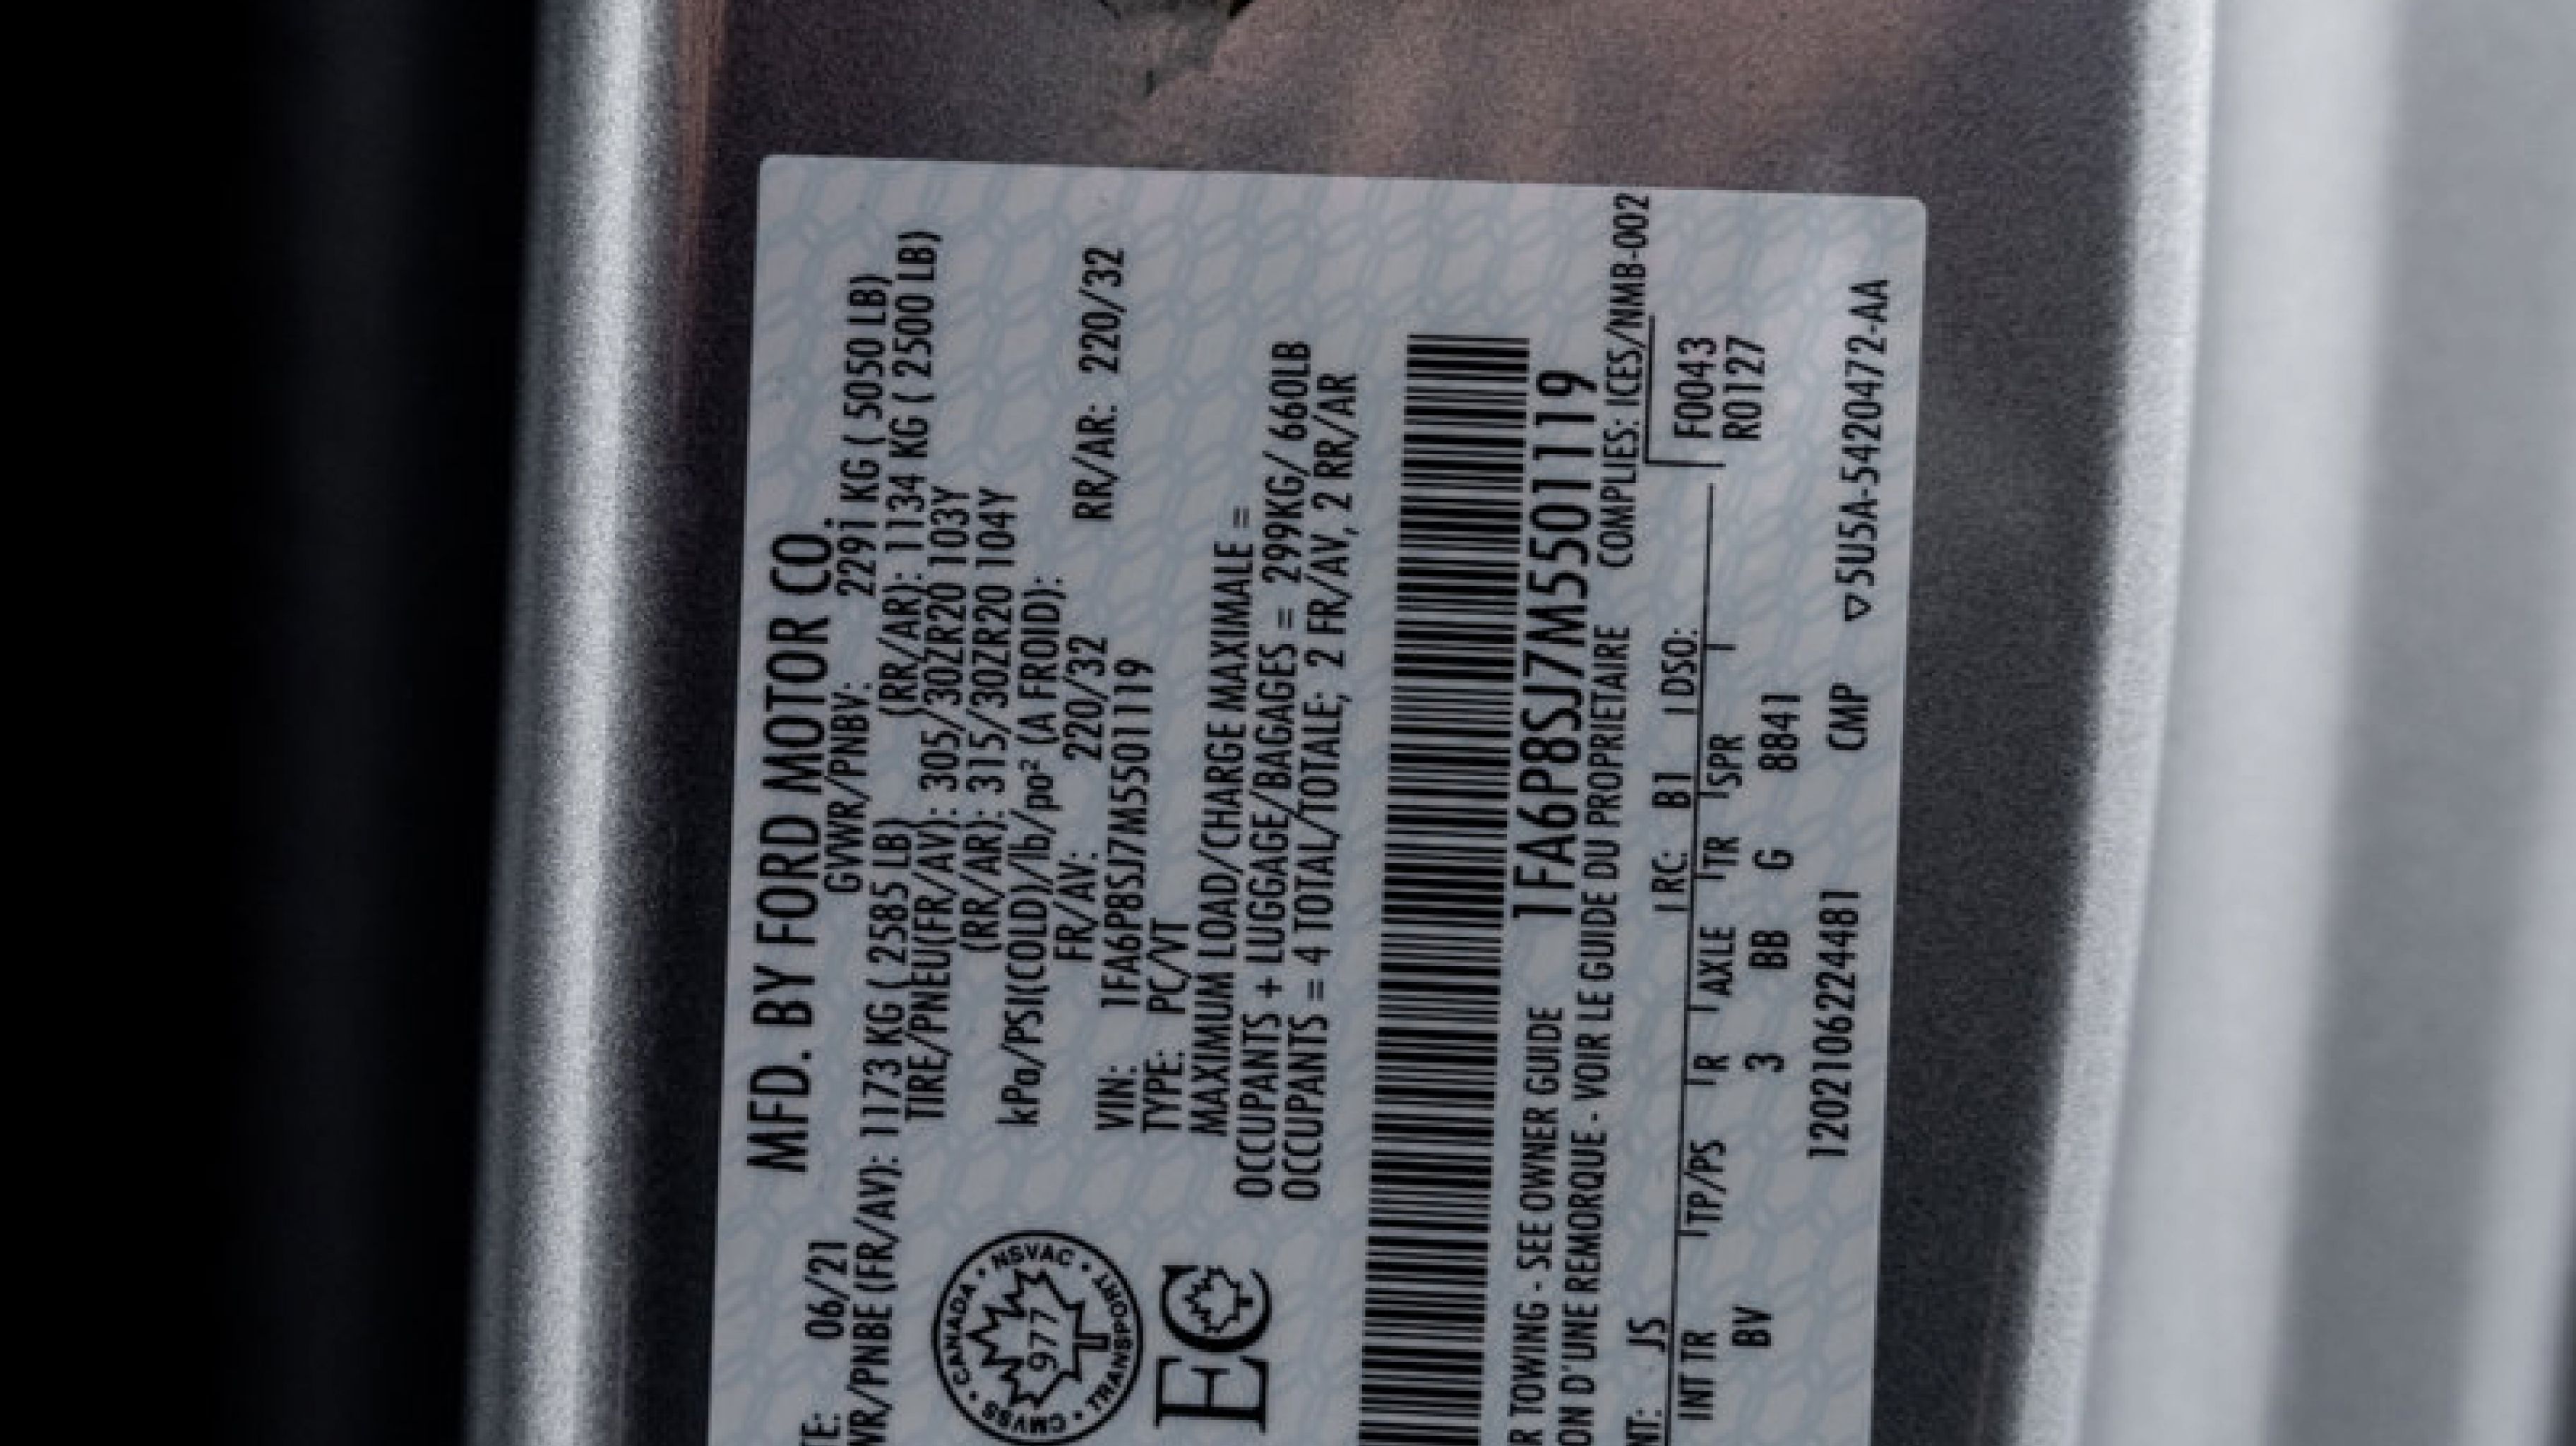 MFD. BY FORD MOTOR CO.
06/21 GVWR/PNBV: 2291 KG ( 5050 LB)
/PNBE (FR/AV): 1173 KG ( 2585 LB) (RR/AR): 1134 KG ( 2500 LB)
TIRE/PNEU(FR/AV): 305/30ZR20 103Y
(RR/AR): 315/30ZR20 104Y
kPa/PSI(COLD)/lb/po² (A FROID):
FR/AV: 220/32 RR/AR: 220/32
VIN: 1FA6P8SJ7M5501119
TYPE: PC/VT
MAXIMUM LOAD/CHARGE MAXIMALE =
OCCUPANTS + LUGGAGE/BAGAGES = 299KG/ 660LB
OCCUPANTS = 4 TOTAL/TOTALE; 2 FR/AV, 2 RR/AR
CANADA • NSVAC • TRANSPORT • CMVSS •
977
EC
1FA6P8SJ7M5501119
TOWING - SEE OWNER GUIDE
D'UNE REMORQUE - VOIR LE GUIDE DU PROPRIETAIRE COMPLIES: ICES/NMB-002
JS RC: B1 DSO: F0043
INT TR TP/PS R AXLE TR SPR R0127
BV 3 BB G 8841
1202106224481 CMP ▽5U5A-5420472-AA